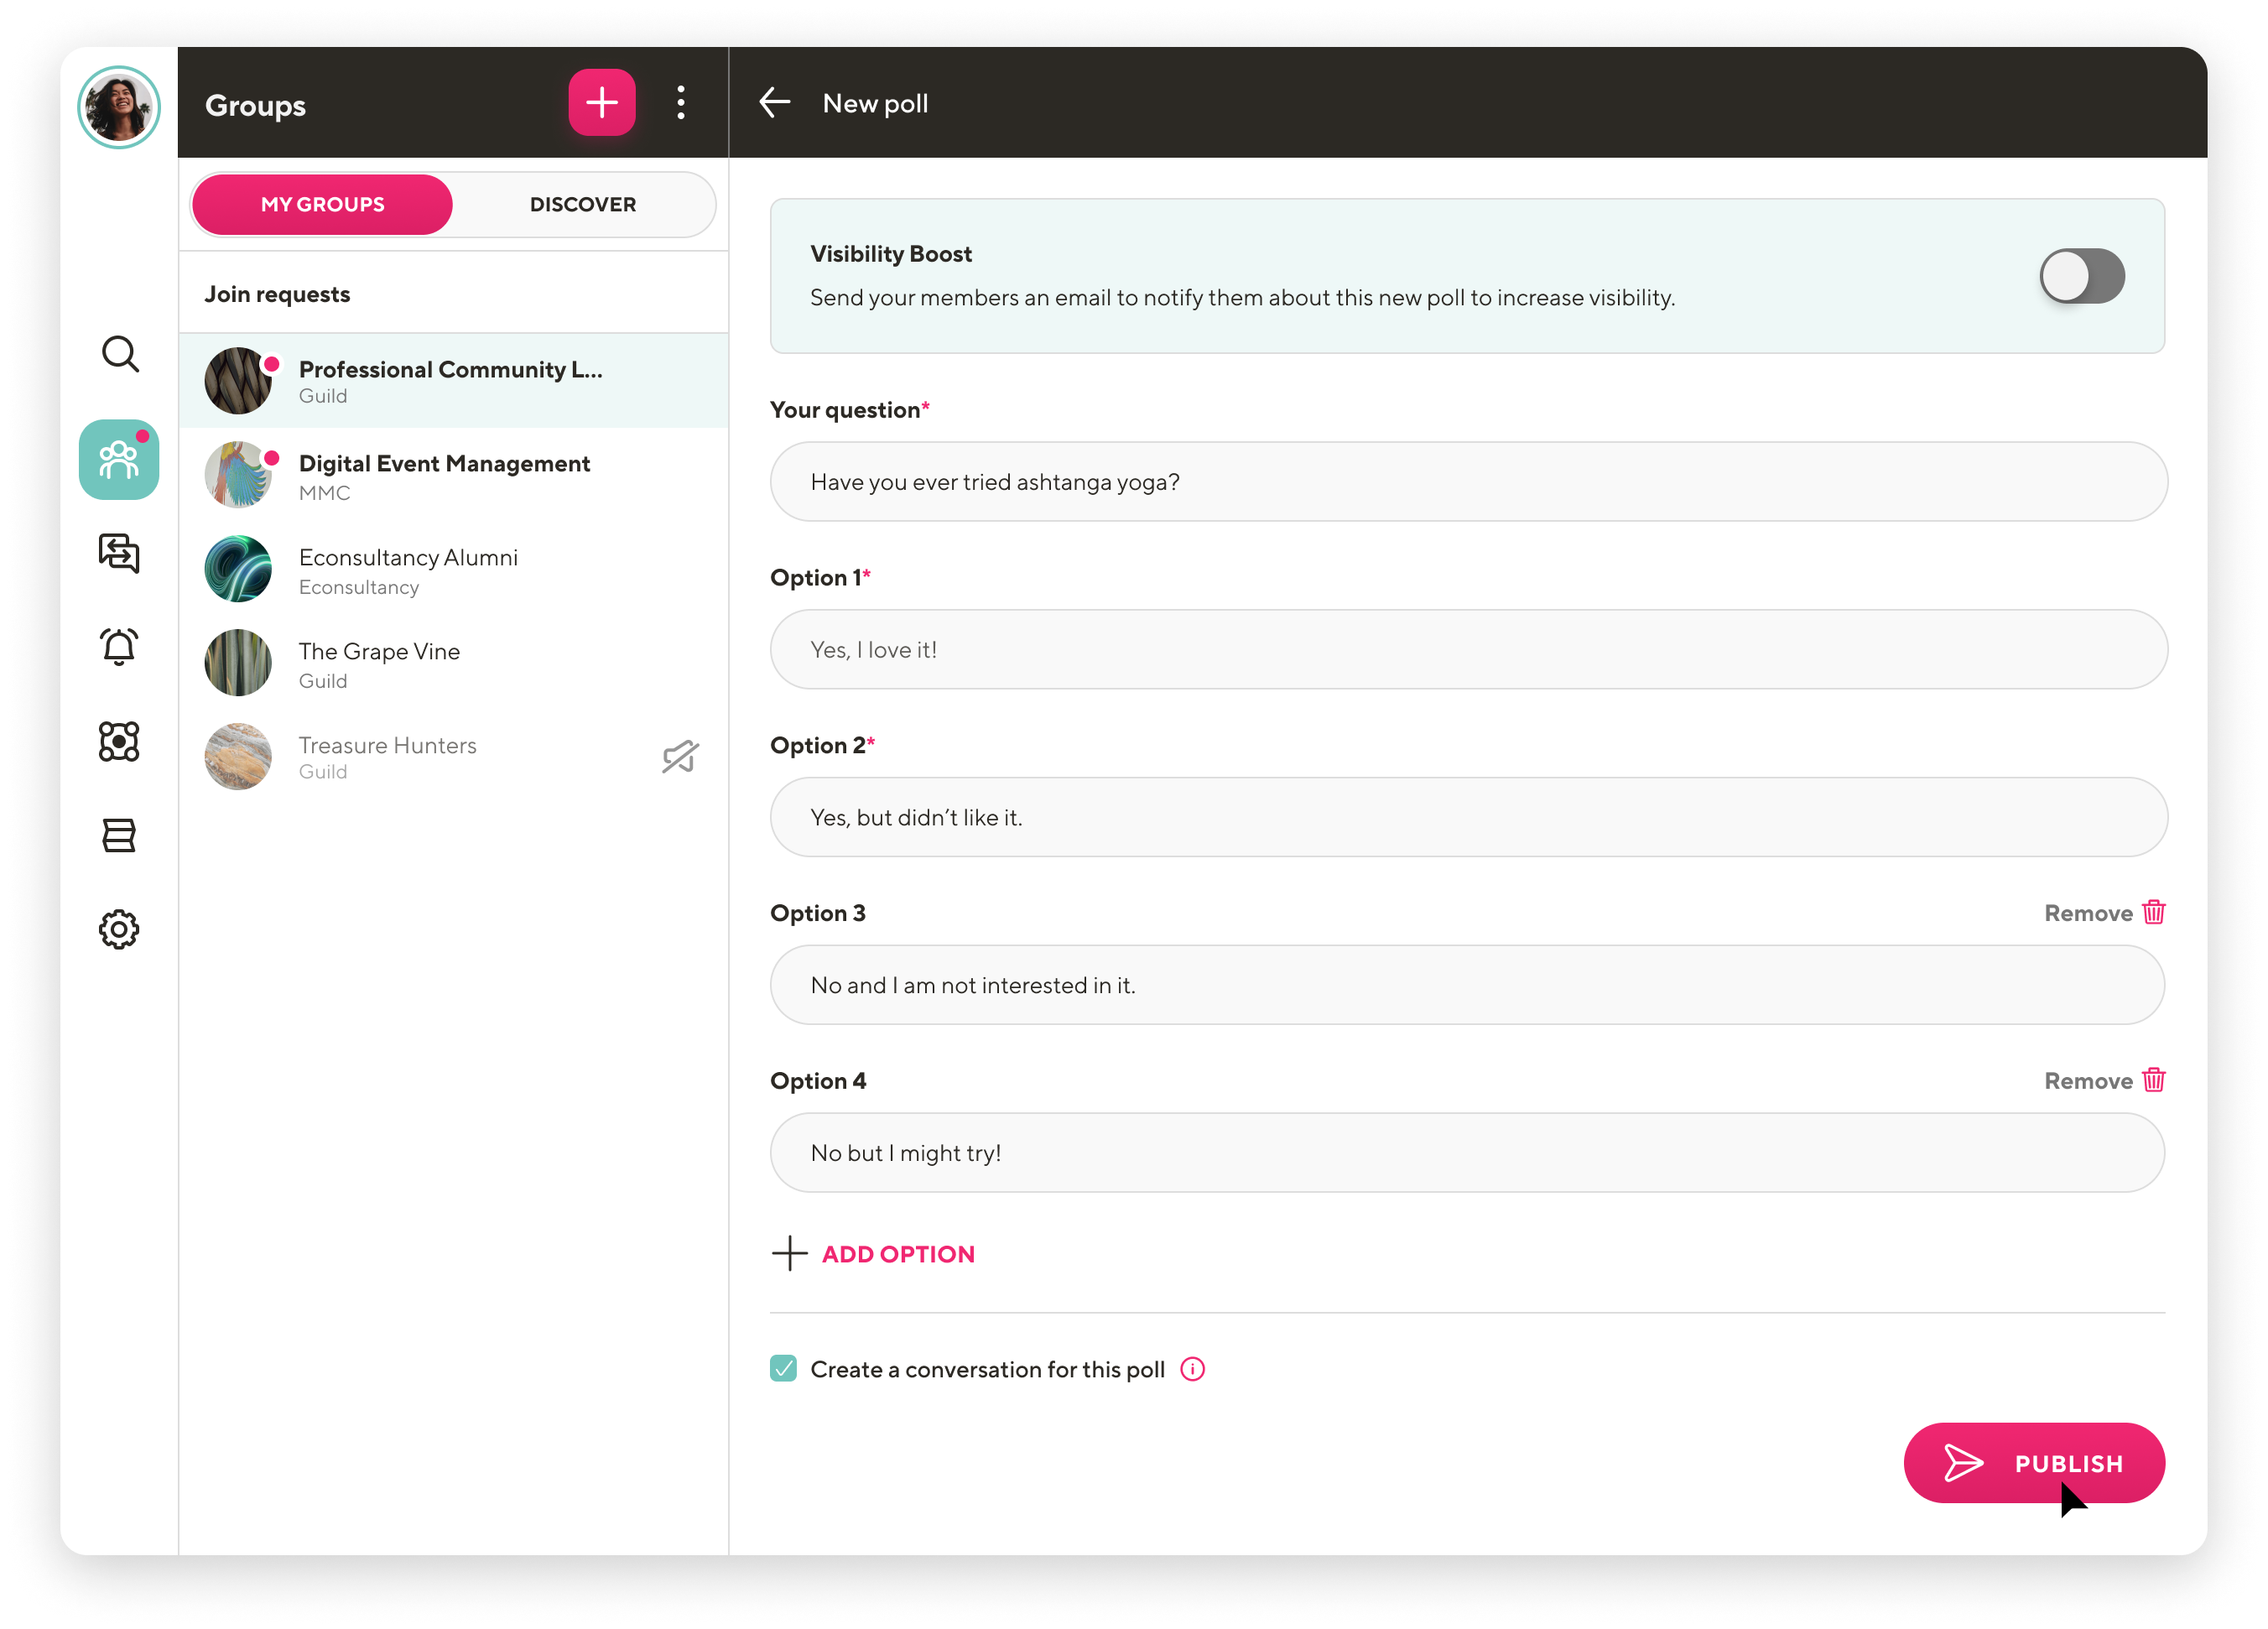 Groups
New poll
MY GROUPS
DISCOVER
Join requests
Professional Community L...
Guild
Digital Event Management
MMC
Econsultancy Alumni
Econsultancy
The Grape Vine
Guild
Treasure Hunters
Guild
Visibility Boost
Send your members an email to notify them about this new poll to increase visibility.
Your question*
Have you ever tried ashtanga yoga?
Option 1*
Yes, I love it!
Option 2*
Yes, but didn’t like it.
Option 3
Remove
No and I am not interested in it.
Option 4
Remove
No but I might try!
ADD OPTION
Create a conversation for this poll
PUBLISH